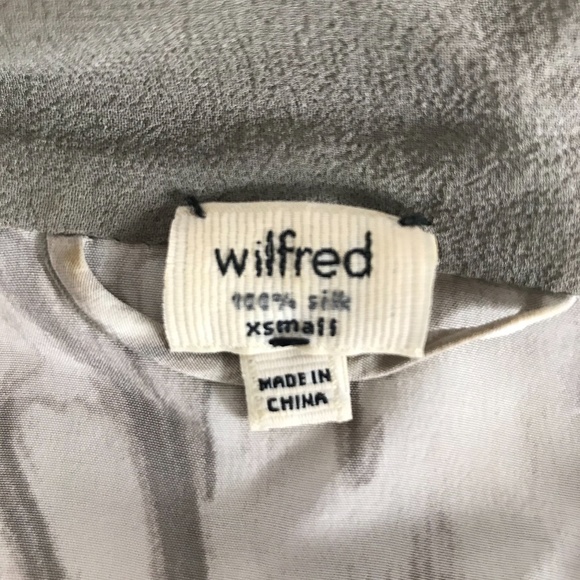 wilfred
100% silk
xsmall
MADE IN
CHINA